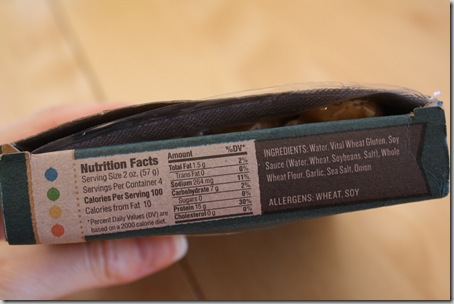 Nutrition Facts
Serving Size 2 oz. (57 g)
Servings Per Container 4
Calories Per Serving 100
Calories from Fat 10
*Percent Daily Values (DV) are
based on a 2000 calorie diet.
Amount %DV*
Total Fat 1.5 g 2%
Trans Fat 0 0%
Sodium 264 mg 11%
Carbohydrate 7 g 2%
Sugars 0 0%
Protein 15 g 30%
Cholesterol 0 g 0%
INGREDIENTS: Water, Vital Wheat Gluten, Soy
Sauce (Water, Wheat, Soybeans, Salt), Whole
Wheat Flour, Garlic, Sea Salt, Onion
ALLERGENS: WHEAT, SOY